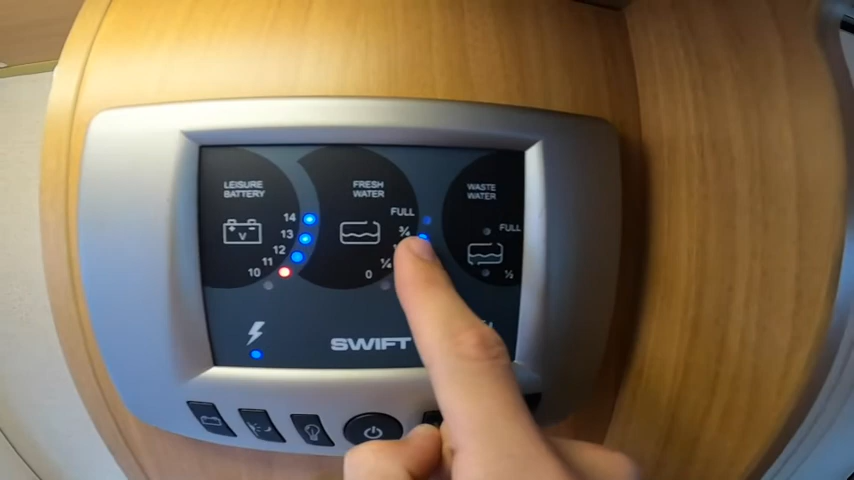 LEISURE
BATTERY
14
13
12
11
10
V
FRESH
WATER
FULL
¾
¼
0
WASTE
WATER
FULL
½
SWIFT